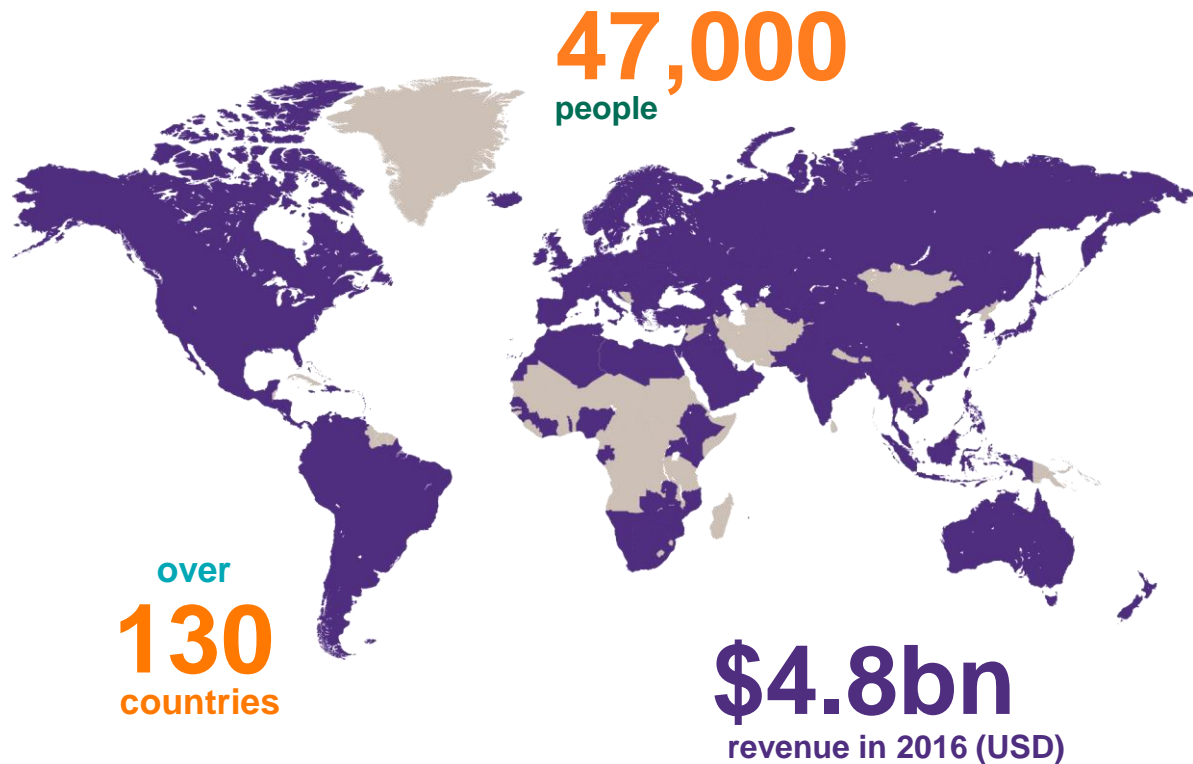 47,000
people
over
130
countries
$4.8bn
revenue in 2016 (USD)